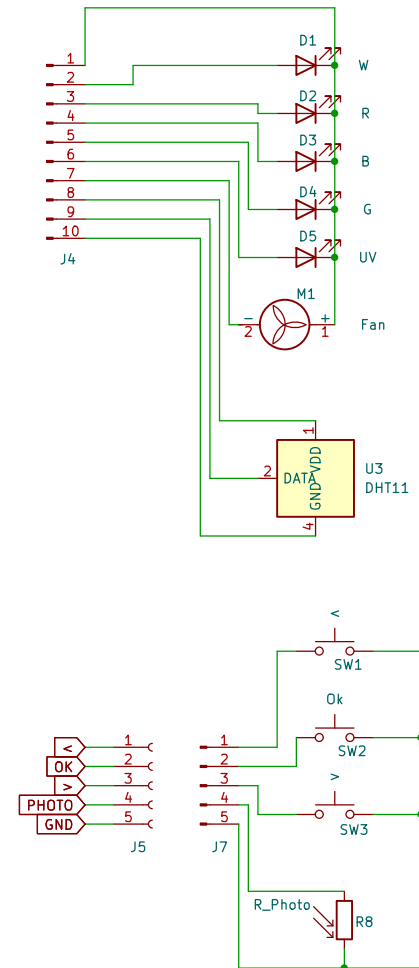 D1
W
1
2
D2
R
3
4
D3
B
5
6
D4
G
7
8
D5
UV
9
10
J4
M1
−
+
2
1
Fan
1
VDD
2
DATA
GND
4
U3
DHT11
<
SW1
Ok
SW2
>
SW3
<
1
OK
2
>
3
PHOTO
4
GND
5
J5
1
2
3
4
5
J7
R_Photo
R8